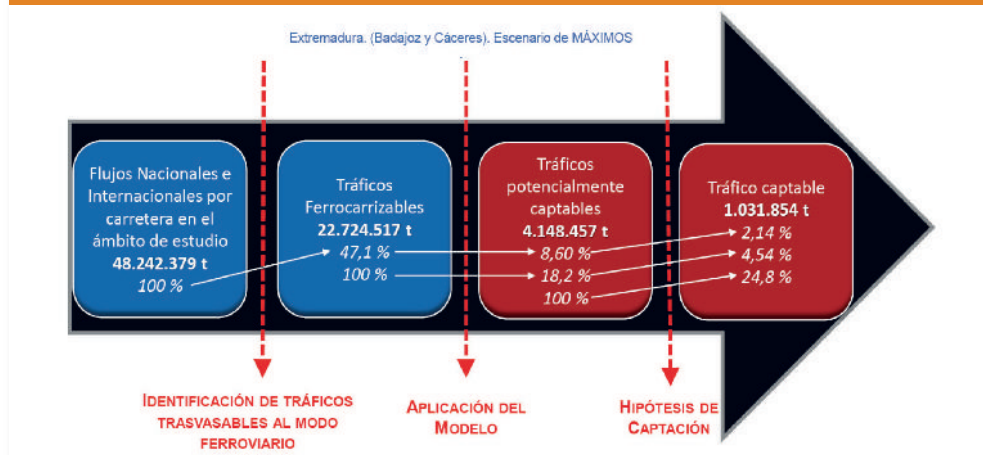 Extremadura. (Badajoz y Cáceres). Escenario de MÁXIMOS
Flujos Nacionales e
Internacionales por
carretera en el
ámbito de estudio
48.242.379 t
100 %
Tráficos
Ferrocarrizables
22.724.517 t
47,1 %
100 %
Tráficos
potencialmente
captables
4.148.457 t
8,60 %
18,2 %
100 %
Tráfico captable
1.031.854 t
2,14 %
4,54 %
24,8 %
IDENTIFICACIÓN DE TRÁFICOS
TRASVASABLES AL MODO
FERROVIARIO
APLICACIÓN DEL
MODELO
HIPÓTESIS DE
CAPTACIÓN